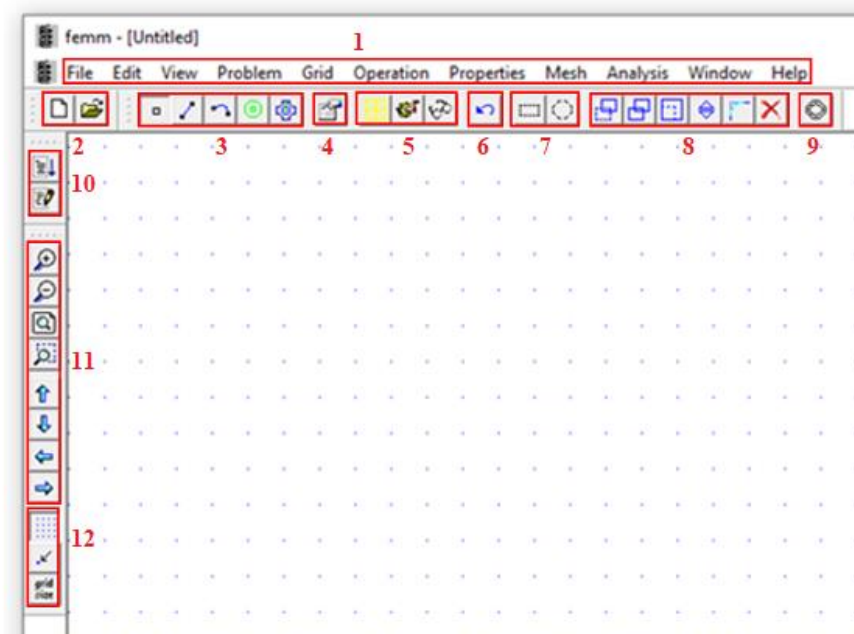 femm - [Untitled]
1
File Edit View Problem Grid Operation Properties Mesh Analysis Window Help
2 3 4 5 6 7 8 9
10
11
12
grid
size